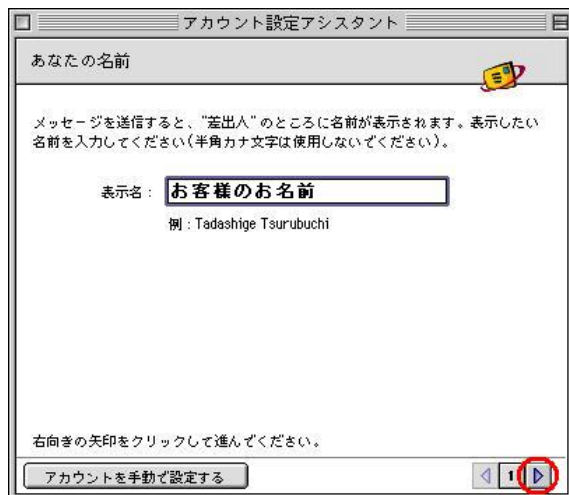 アカウント設定アシスタント
あなたの名前
メッセージを送信すると、"差出人"のところに名前が表示されます。表示したい
名前を入力してください(半角カナ文字は使用しないでください)。
表示名: お客様のお名前
例 : Tadashige Tsurubuchi
右向きの矢印をクリックして進んでください。
アカウントを手動で設定する
1